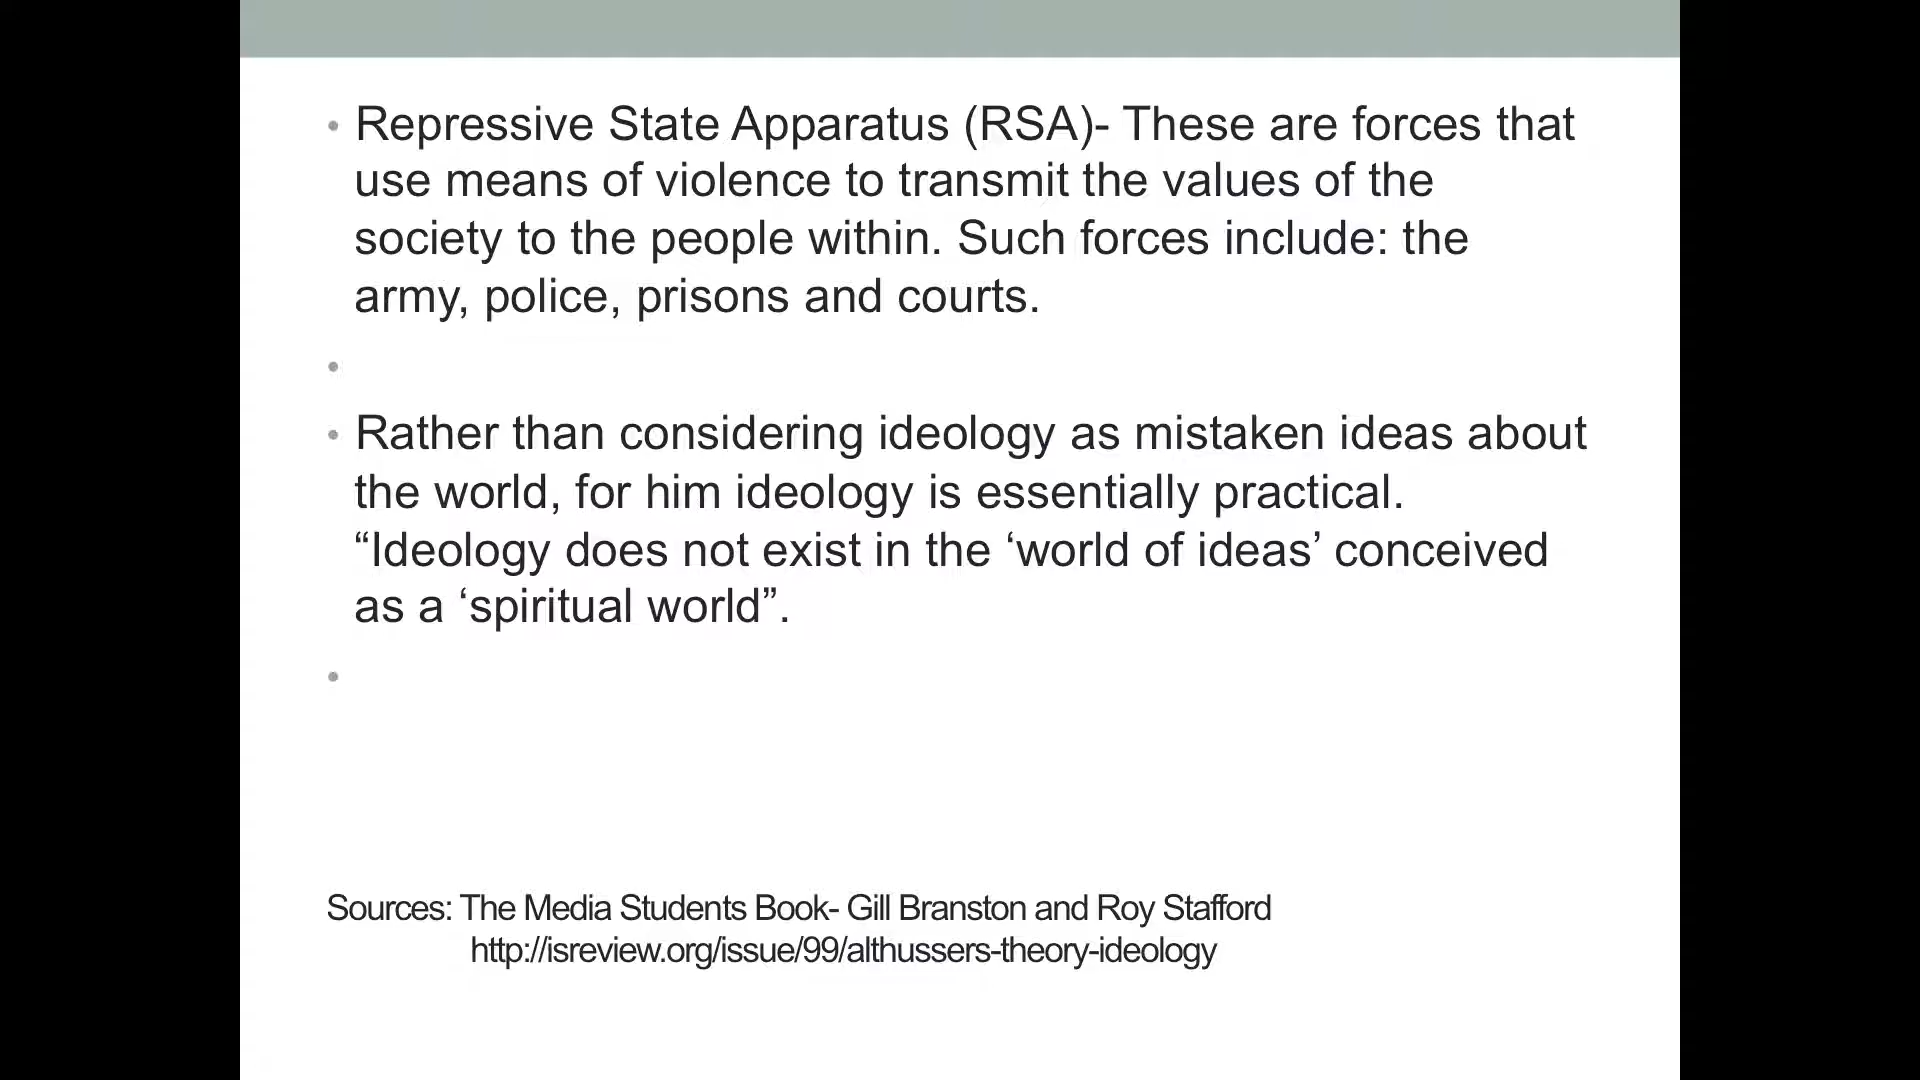 • Repressive State Apparatus (RSA)- These are forces that
use means of violence to transmit the values of the
society to the people within. Such forces include: the
army, police, prisons and courts.
•
• Rather than considering ideology as mistaken ideas about
the world, for him ideology is essentially practical.
“Ideology does not exist in the ‘world of ideas’ conceived
as a ‘spiritual world”.
•
Sources: The Media Students Book- Gill Branston and Roy Stafford
http://isreview.org/issue/99/althussers-theory-ideology